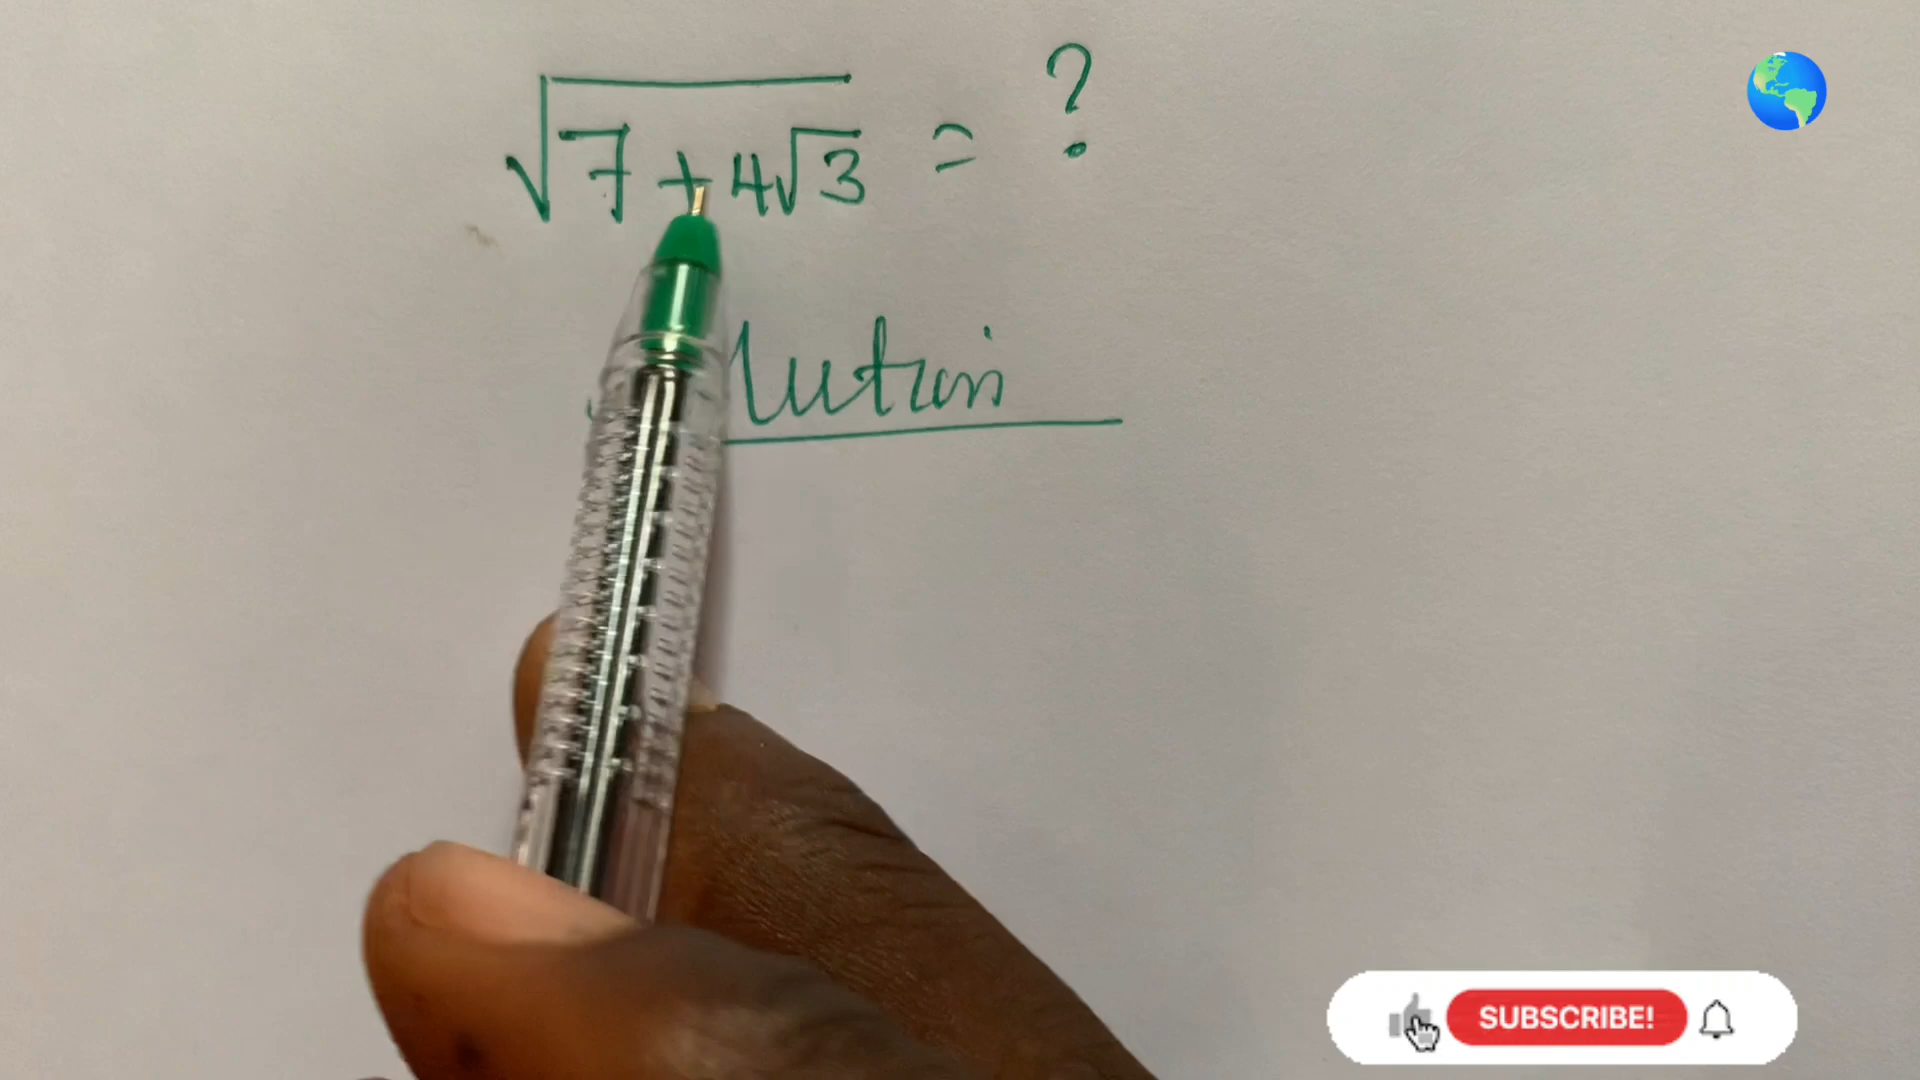 √(7 + 4√3) = ?
lution
SUBSCRIBE!